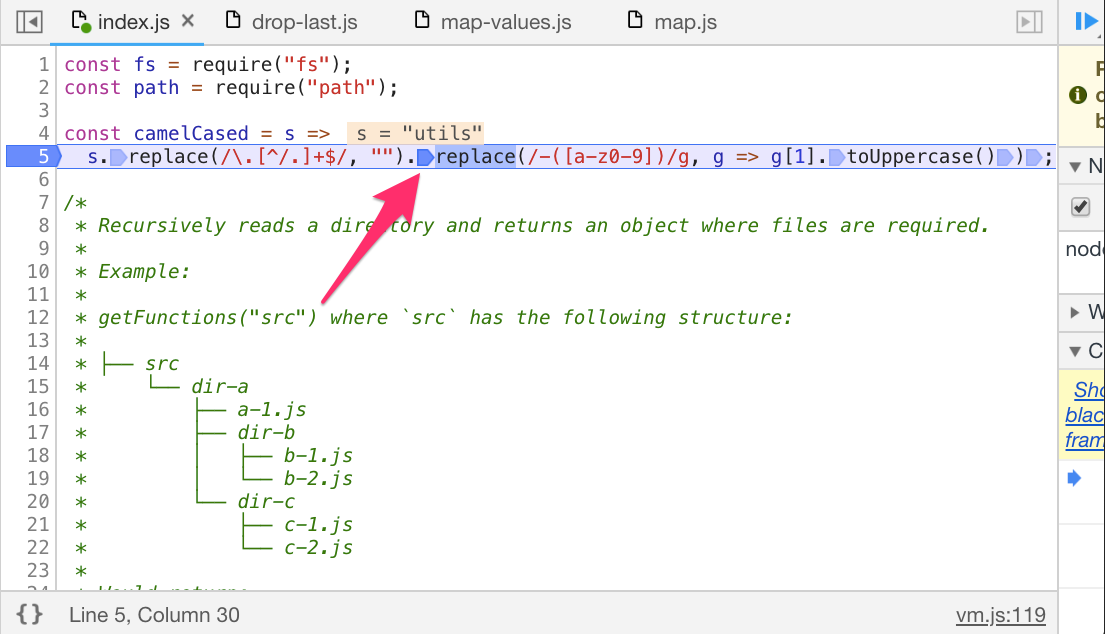 index.js × drop-last.js map-values.js map.js
1 const fs = require("fs");
2 const path = require("path");
3
4 const camelCased = s => s = "utils"
5 s.replace(/\.[^/.]+$/, "").replace(/-([a-z0-9])/g, g => g[1].toUppercase());
6
7 /*
8 * Recursively reads a directory and returns an object where files are required.
9 *
10 * Example:
11 *
12 * getFunctions("src") where `src` has the following structure:
13 *
14 * ├── src
15 * └── dir-a
16 * ├── a-1.js
17 * ├── dir-b
18 * │ ├── b-1.js
19 * │ └── b-2.js
20 * └── dir-c
21 * ├── c-1.js
22 * └── c-2.js
23 *
{} Line 5, Column 30 vm.js:119
N
node
W
C
Sho
blac
fram